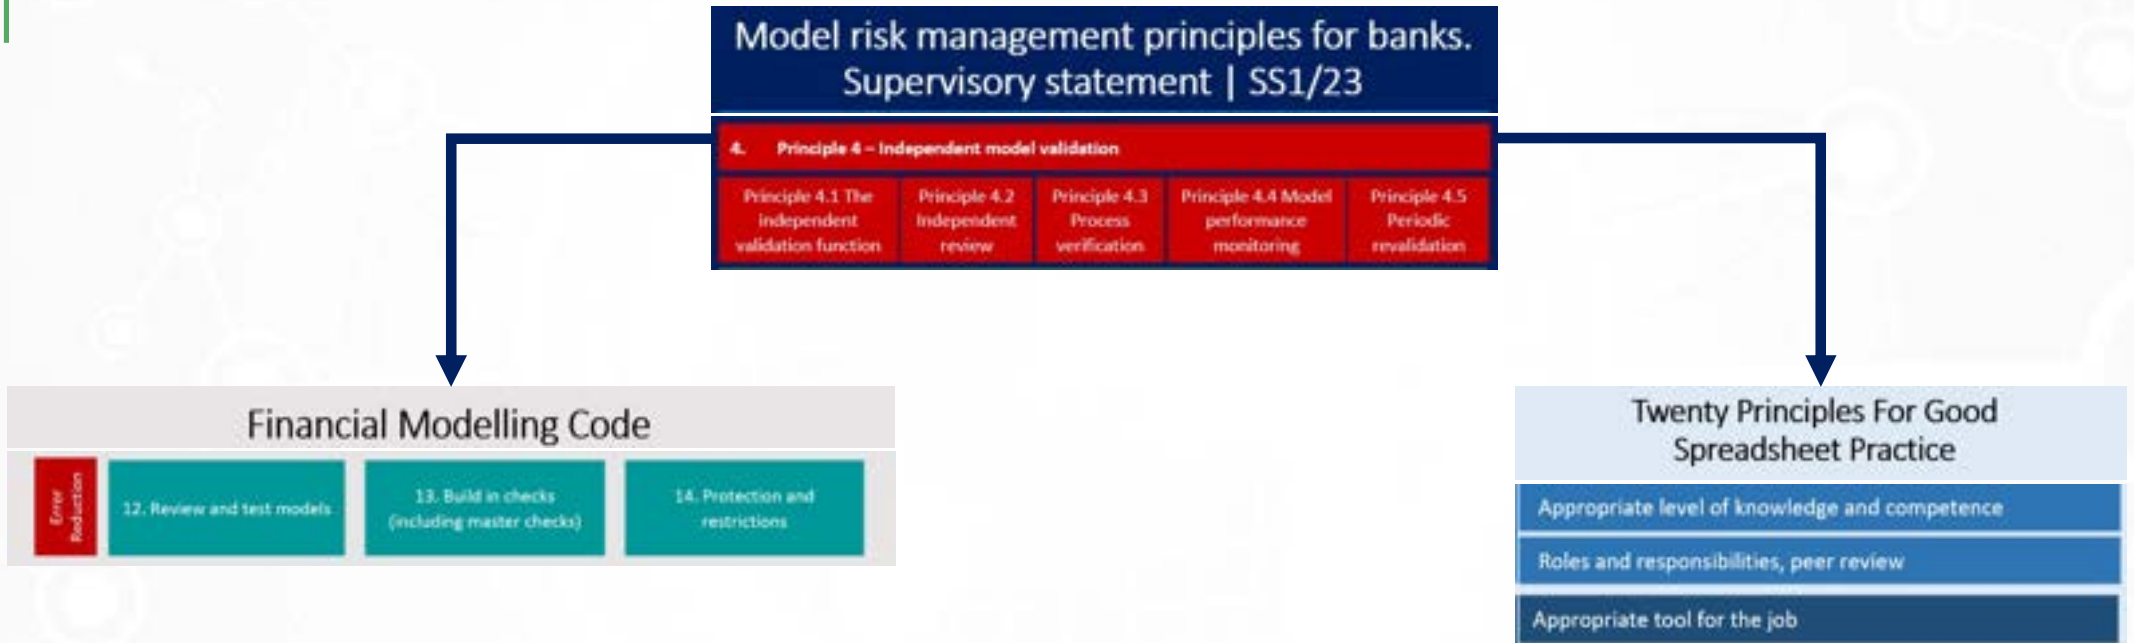 Model risk management principles for banks.
Supervisory statement | SS1/23
4. Principle 4 – Independent model validation
Principle 4.1 The
independent
validation function
Principle 4.2
Independent
review
Principle 4.3
Process
verification
Principle 4.4 Model
performance
monitoring
Principle 4.5
Periodic
revalidation
Financial Modelling Code
Error
Reduction
12. Review and test models
13. Build in checks
(including master checks)
14. Protection and
restrictions
Twenty Principles For Good
Spreadsheet Practice
Appropriate level of knowledge and competence
Roles and responsibilities, peer review
Appropriate tool for the job